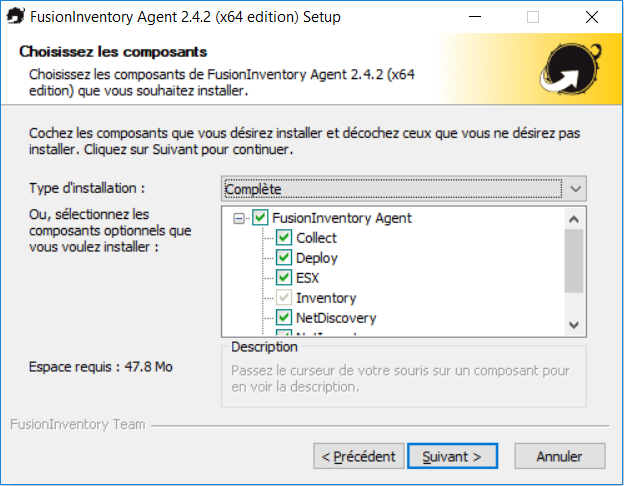 FusionInventory Agent 2.4.2 (x64 edition) Setup
Choisissez les composants
Choisissez les composants de FusionInventory Agent 2.4.2 (x64
edition) que vous souhaitez installer.
Cochez les composants que vous désirez installer et décochez ceux que vous ne désirez pas
installer. Cliquez sur Suivant pour continuer.
Type d'installation :
Complète
Ou, sélectionnez les
composants optionnels que
vous voulez installer :
FusionInventory Agent
Collect
Deploy
ESX
Inventory
NetDiscovery
Espace requis : 47.8 Mo
Description
Passez le curseur de votre souris sur un composant pour
en voir la description.
FusionInventory Team
< Précédent
Suivant >
Annuler